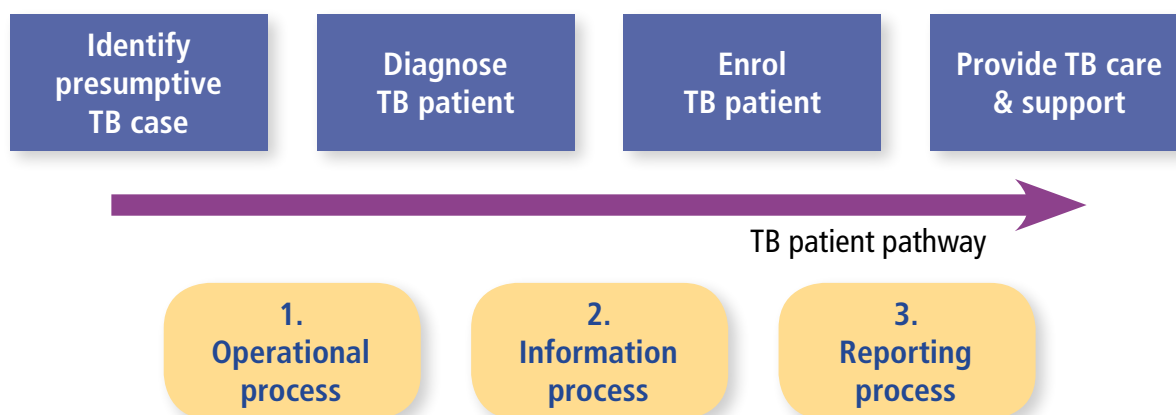 Identify
presumptive
TB case
Diagnose
TB patient
Enrol
TB patient
Provide TB care
& support
TB patient pathway
1.
Operational
process
2.
Information
process
3.
Reporting
process